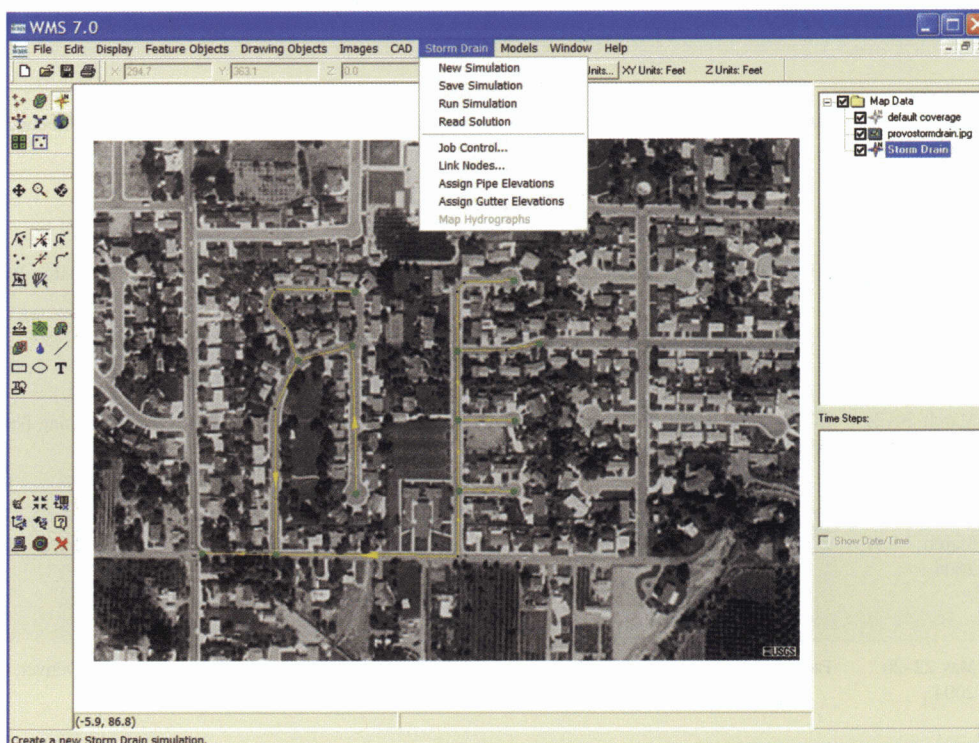 WMS 7.0
File Edit Display Feature Objects Drawing Objects Images CAD Storm Drain Models Window Help
X 294.7 Y 363.1 Z 0.0 Units... XY Units: Feet Z Units: Feet
New Simulation
Save Simulation
Run Simulation
Read Solution
Job Control...
Link Nodes...
Assign Pipe Elevations
Assign Gutter Elevations
Map Hydrographs
Map Data
default coverage
provostormdrain.jpg
Storm Drain
Time Steps:
Show Date/Time
USGS
(-5.9, 86.8)
Create a new Storm Drain simulation.